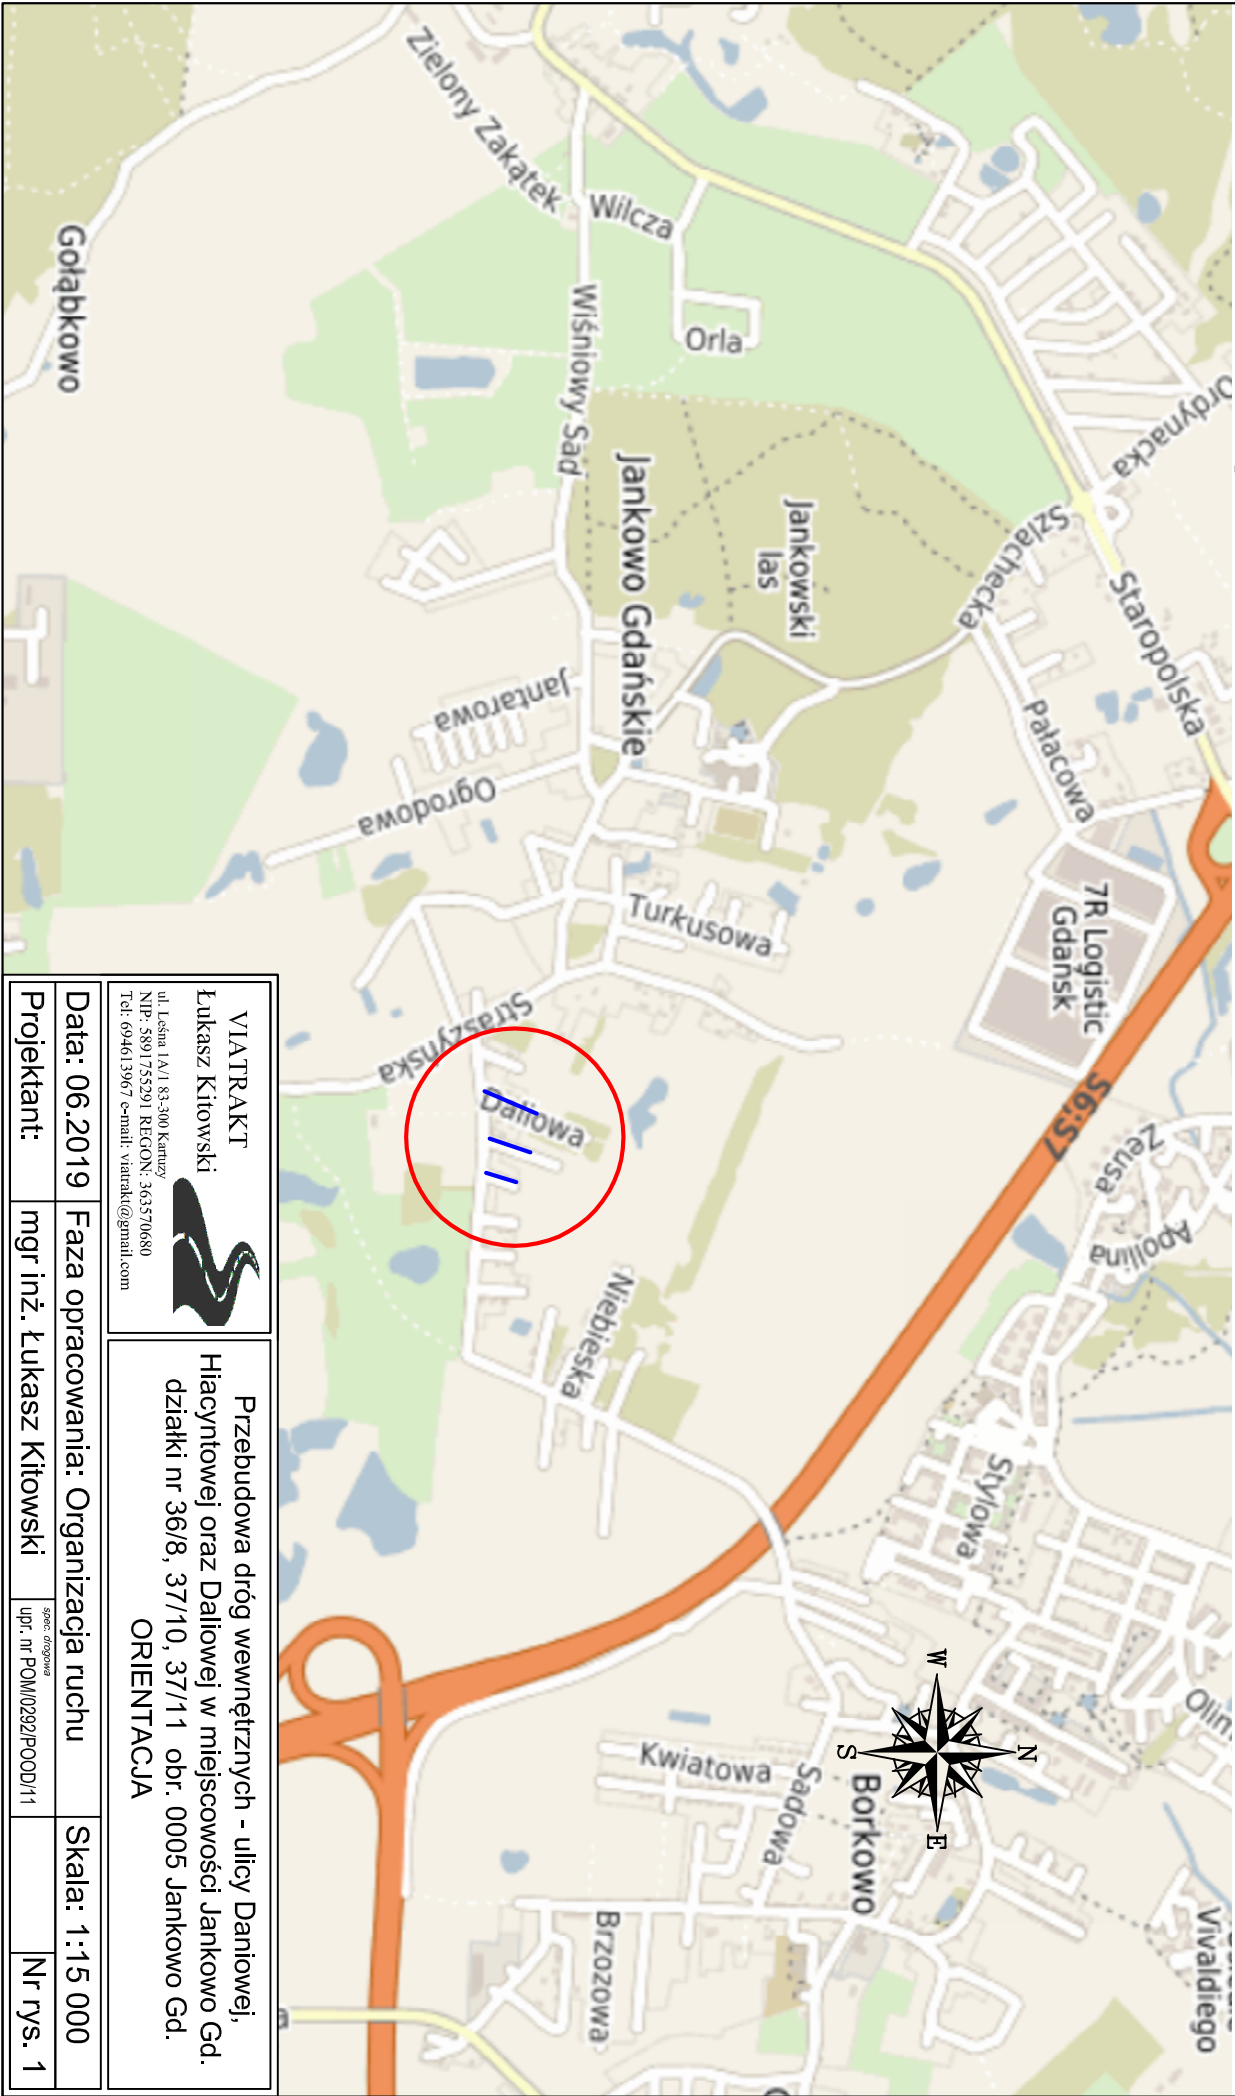 Ordynacka
Staropolska
Szlachecka
Pałacowa
7R Logistic
Gdańsk
S6;S7
Zeusa
Apollina
Stylowa
Vivaldiego
Zielony Zakątek
Wilcza
Orla
Wiśniowy Sad
Jankowski
las
Jankowo Gdańskie
Jantarowa
Ogrodowa
Turkusowa
Straszyńska
Daliowa
Niebieska
Gołąbkowo
W
N
S
E
Borkowo
Kwiatowa
Sadowa
Brzozowa
VIATRAKT
Łukasz Kitowski
ul. Leśna 1A/1 83-300 Kartuzy
NIP: 5891755291 REGON: 363570680
Tel: 694613967 e-mail: viatrakt@gmail.com
Przebudowa dróg wewnętrznych - ulicy Daniowej,
Hiacyntowej oraz Daliowej w miejscowości Jankowo Gd.
działki nr 36/8, 37/10, 37/11 obr. 0005 Jankowo Gd.
ORIENTACJA
Data: 06.2019
Faza opracowania: Organizacja ruchu
Skala: 1:15 000
Projektant:
mgr inż. Łukasz Kitowski
spec. drogowa
upr. nr POM/0292/POOD/11
Nr rys. 1